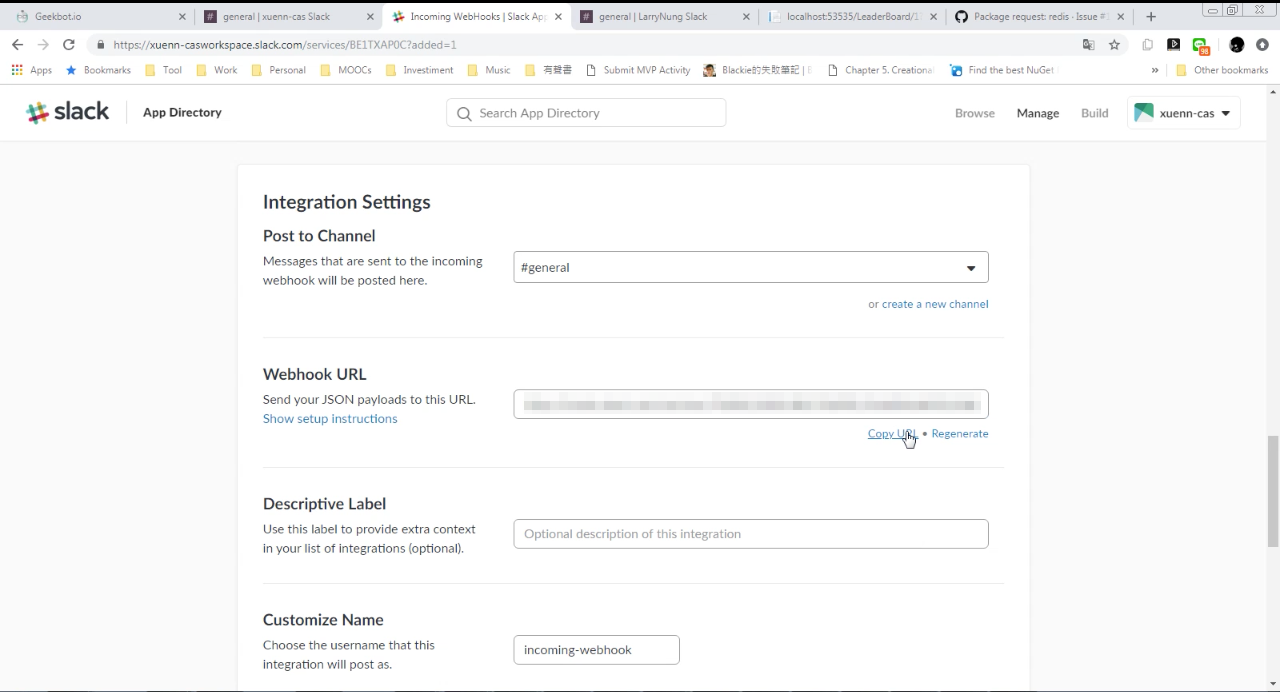 Geekbot.io
general | xuenn-cas Slack
Incoming WebHooks | Slack App
general | LarryNung Slack
localhost:53535/LeaderBoard/1
Package request: redis · Issue #
https://xuenn-casworkspace.slack.com/services/BE1TXAP0C?added=1
98
Apps
Bookmarks
Tool
Work
Personal
MOOCs
Investiment
Music
有聲書
Submit MVP Activity
Blackie的失敗筆記 |
Chapter 5. Creational
Find the best NuGet
»
Other bookmarks
slack
App Directory
Search App Directory
Browse
Manage
Build
xuenn-cas
Integration Settings
Post to Channel
Messages that are sent to the incoming
webhook will be posted here.
#general
or create a new channel
Webhook URL
Send your JSON payloads to this URL.
Show setup instructions
Copy URL • Regenerate
Descriptive Label
Use this label to provide extra context
in your list of integrations (optional).
Optional description of this integration
Customize Name
Choose the username that this
integration will post as.
incoming-webhook